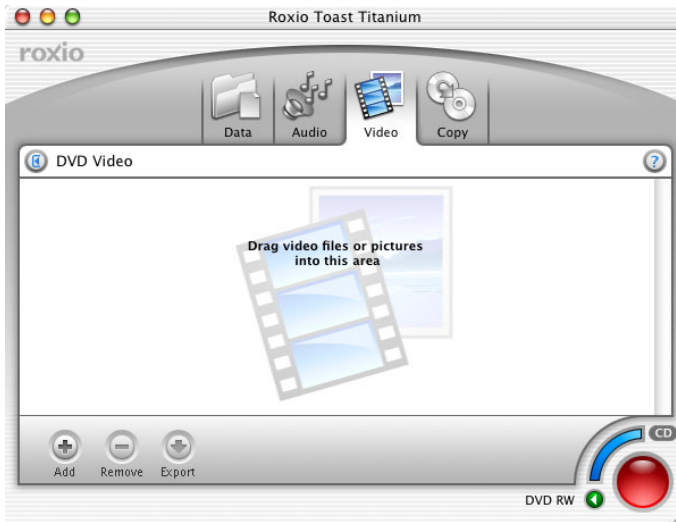 Roxio Toast Titanium
roxio
Data
Audio
Video
Copy
DVD Video
?
Drag video files or pictures
into this area
Add
Remove
Export
CD
DVD RW